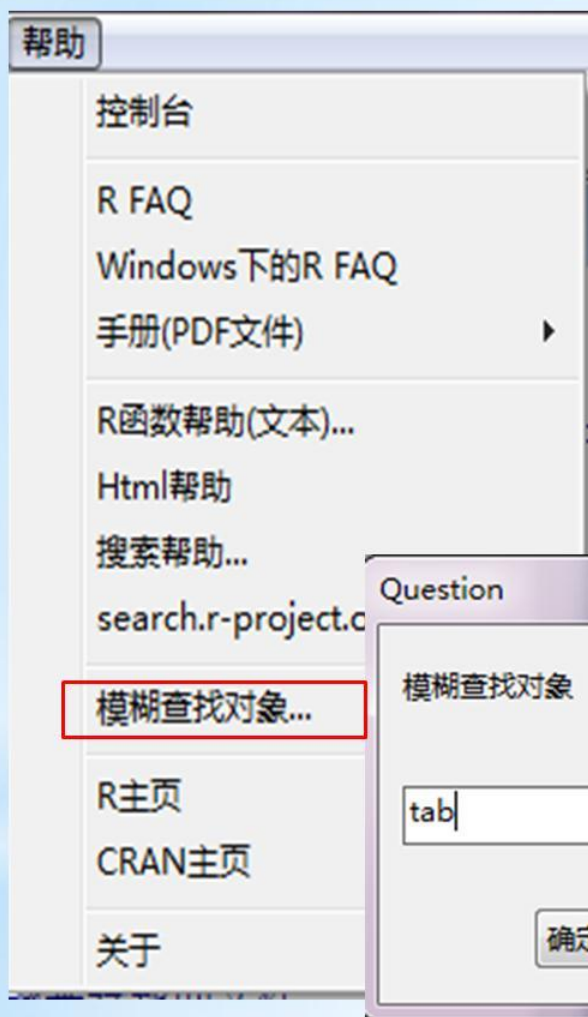 帮助
控制台
R FAQ
Windows下的R FAQ
手册(PDF文件)
R函数帮助(文本)...
Html帮助
搜索帮助...
search.r-project.o
模糊查找对象...
R主页
CRAN主页
关于
Question
模糊查找对象
tab
确定